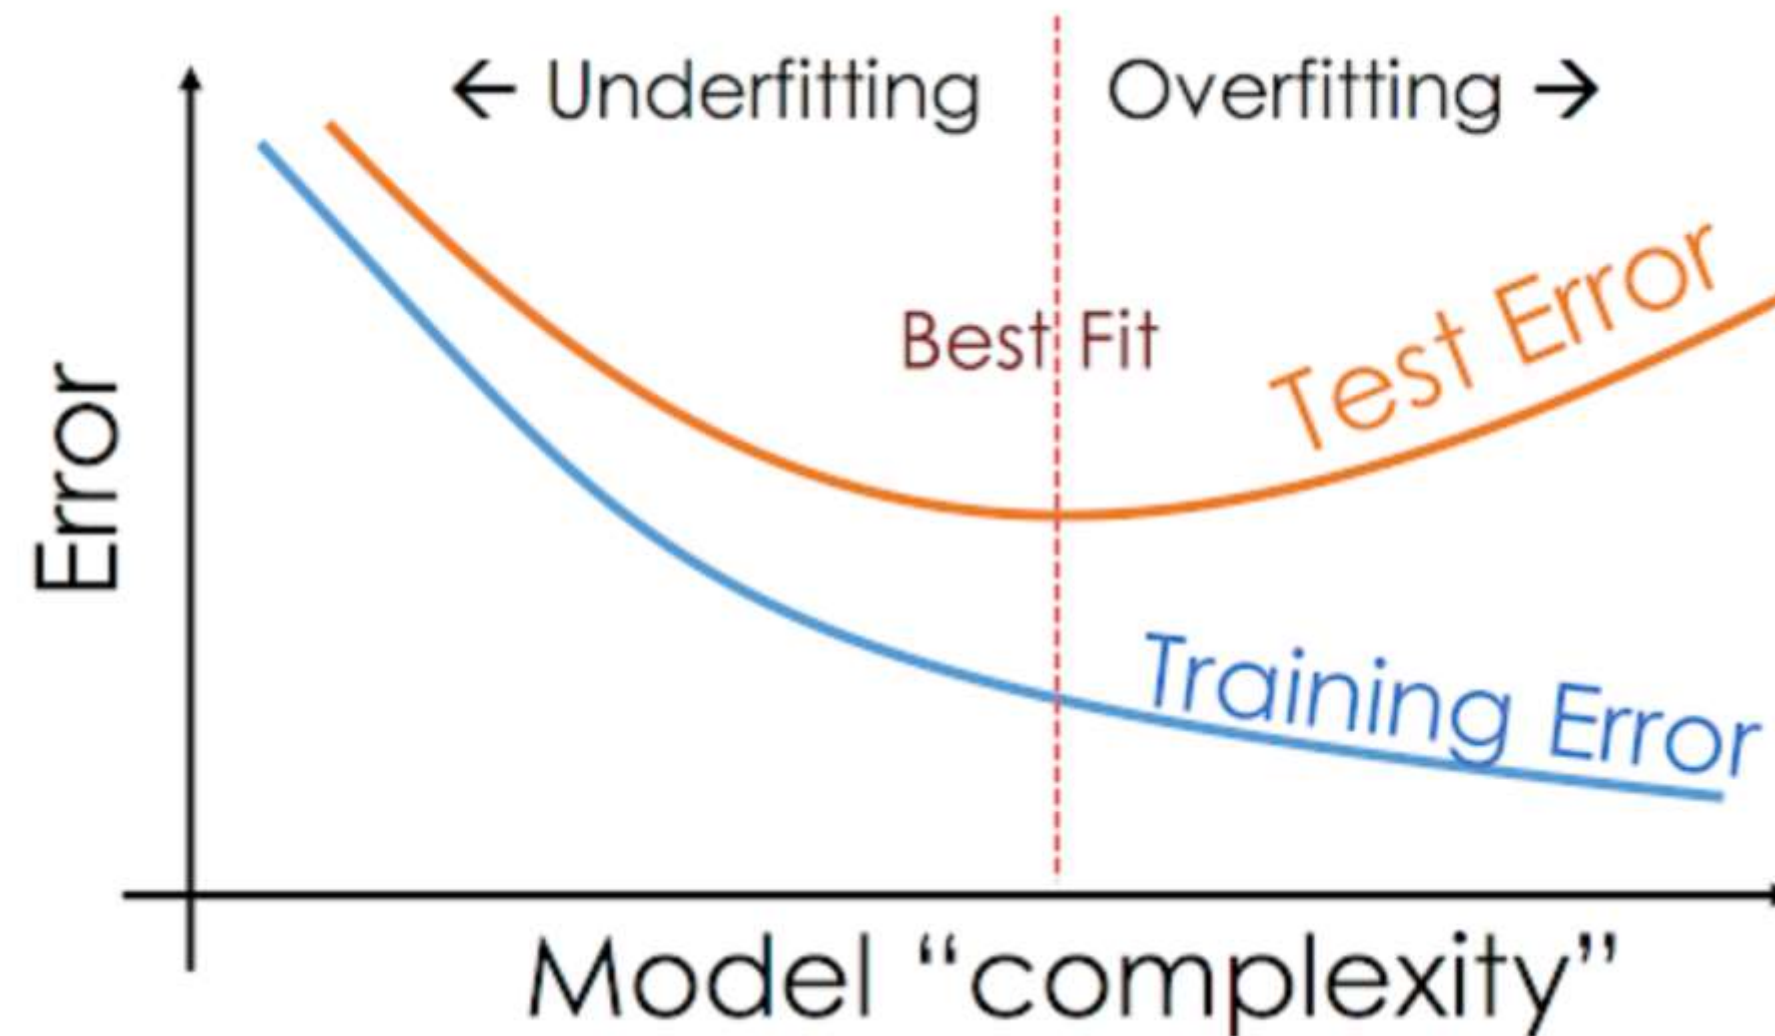 ← Underfitting
Overfitting →
Best Fit
Test Error
Error
Training Error
Model “complexity”